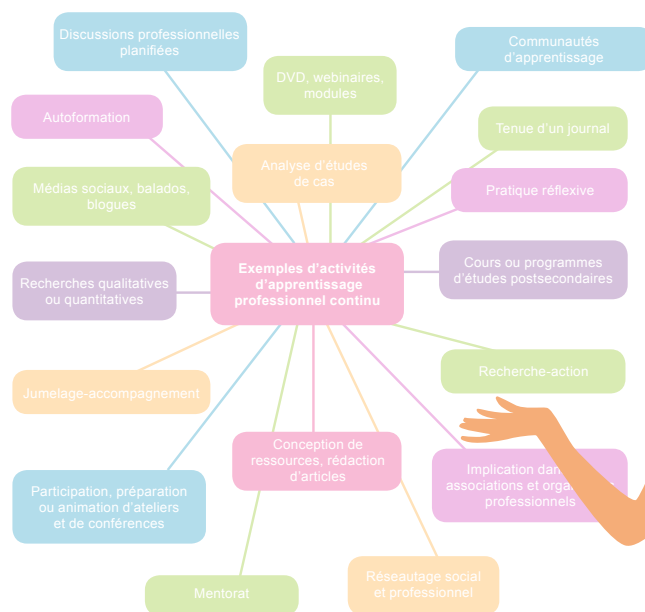 Discussions professionnelles
planifiées
Communautés
d'apprentissage
DVD, webinaires,
modules
Autoformation
Tenue d'un journal
Analyse d'études
de cas
Médias sociaux, balados,
blogues
Pratique réflexive
Exemples d'activités
d'apprentissage
professionnel continu
Cours ou programmes
d'études postsecondaires
Recherches qualitatives
ou quantitatives
Recherche-action
Jumelage-accompagnement
Conception de
ressources, rédaction
d'articles
Implication dan
associations et organ
professionnels
Participation, préparation
ou animation d'ateliers
et de conférences
Réseautage social
et professionnel
Mentorat